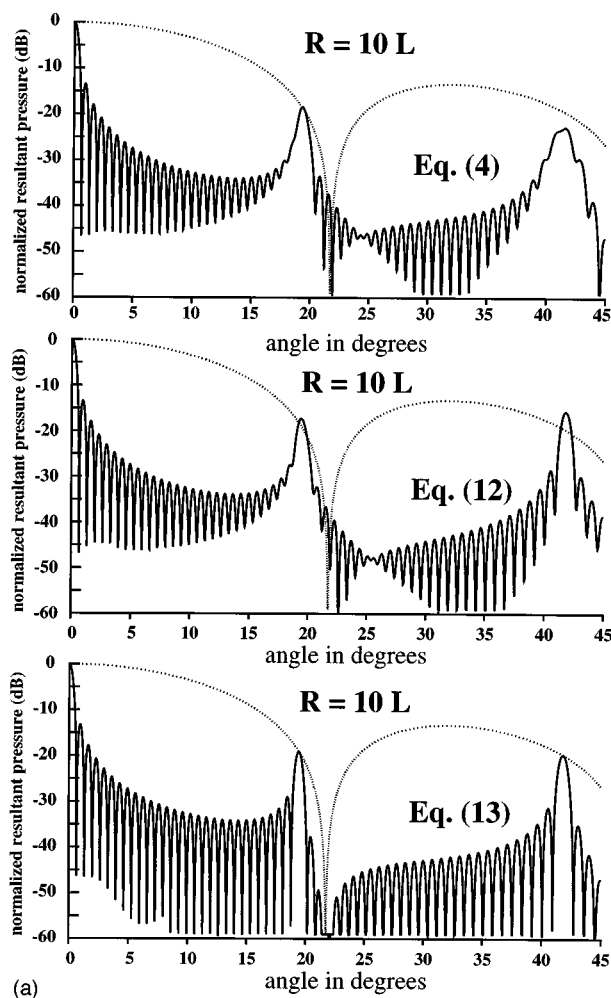 normalized resultant pressure (dB)
0
-10
-20
-30
-40
-50
-60
R = 10 L
Eq. (4)
0 5 10 15 20 25 30 35 40 45
angle in degrees
normalized resultant pressure (dB)
0
-10
-20
-30
-40
-50
-60
R = 10 L
Eq. (12)
0 5 10 15 20 25 30 35 40 45
angle in degrees
normalized resultant pressure (dB)
0
-10
-20
-30
-40
-50
-60
R = 10 L
Eq. (13)
0 5 10 15 20 25 30 35 40 45
angle in degrees
(a)